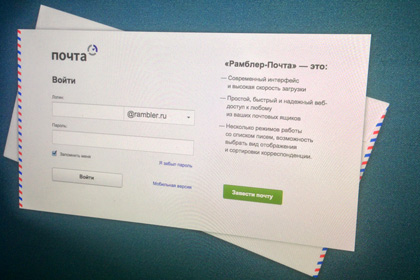 почта
Войти
Логин:
@rambler.ru
Пароль:
Запомнить меня
Я забыл пароль
Войти
Мобильная версия
«Рамблер-Почта» — это:
— Современный интерфейс
и высокая скорость загрузки
— Простой, быстрый и надежный веб-
доступ к любому
из ваших почтовых ящиков
— Несколько режимов работы
со списком писем, возможность
выбрать вид отображения
и сортировки корреспонденции.
Завести почту